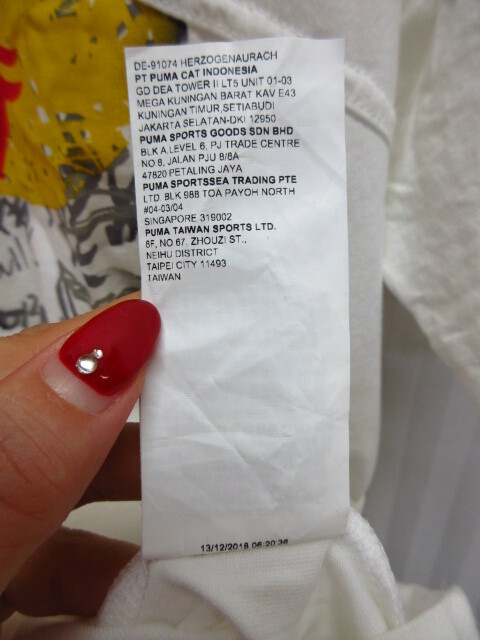 DE-91074 HERZOGENAURACH
PT PUMA CAT INDONESIA
GD DEA TOWER II LT5 UNIT 01-03
MEGA KUNINGAN BARAT KAV E43
KUNINGAN TIMUR,SETIABUDI
JAKARTA SELATAN-DKI 12950
PUMA SPORTS GOODS SDN BHD
BLK A,LEVEL 6, PJ TRADE CENTRE
NO 8, JALAN PJU 8/8A
47820 PETALING JAYA
PUMA SPORTSSEA TRADING PTE
LTD. BLK 988 TOA PAYOH NORTH
#04-03/04
SINGAPORE 319002
PUMA TAIWAN SPORTS LTD.
8F, NO 67. ZHOUZI ST.,
NEIHU DISTRICT
TAIPEI CITY 11493
TAIWAN
13/12/2016 06:20:36